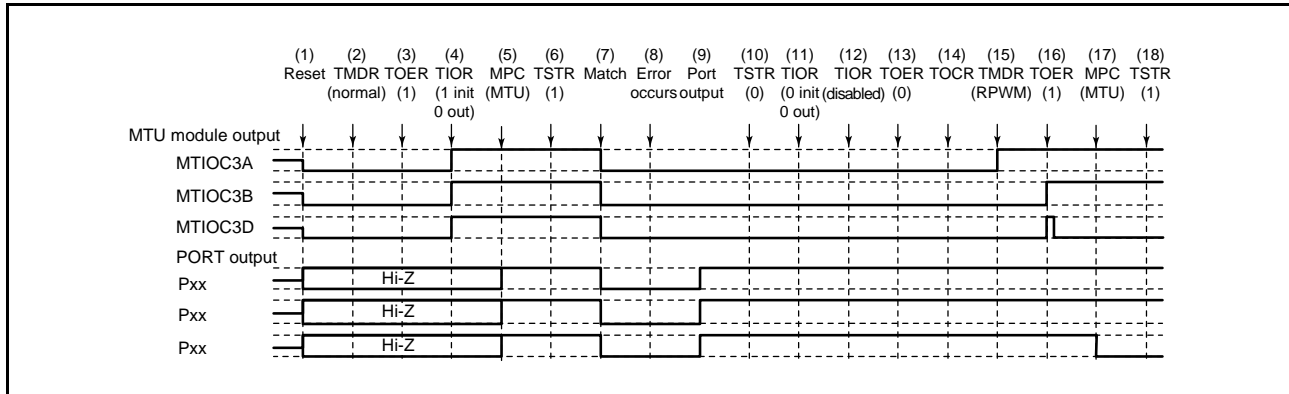 (1) (2) (3) (4) (5) (6) (7) (8) (9) (10) (11) (12) (13) (14) (15) (16) (17) (18)
Reset TMDR TOER TIOR MPC TSTR Match Error Port TSTR TIOR TIOR TOER TOCR TMDR TOER MPC TSTR
(normal) (1) (1 init (MTU) (1) occurs output (0) (0 init (disabled) (0) (RPWM) (1) (MTU) (1)
0 out) 0 out)
MTU module output
MTIOC3A
MTIOC3B
MTIOC3D
PORT output
Pxx Hi-Z
Pxx Hi-Z
Pxx Hi-Z